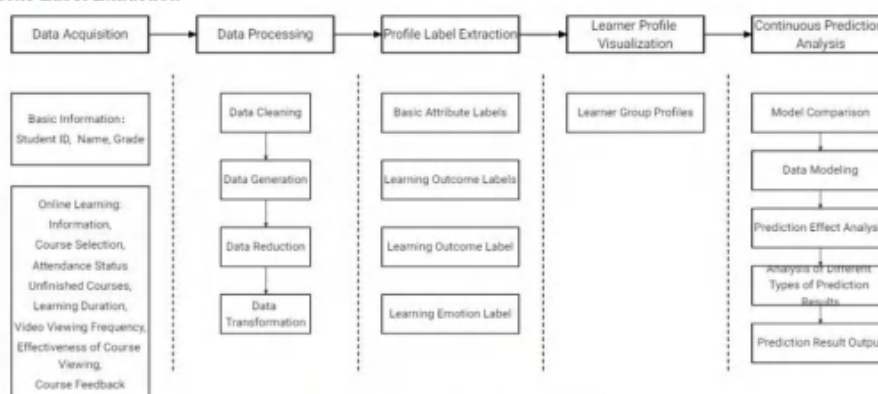 Data Acquisition
Data Processing
Profile Label Extraction
Learner Profile
Visualization
Continuous Prediction
Analysis
Basic Information:
Student ID, Name, Grade
Online Learning:
Information,
Course Selection,
Attendance Status
Unfinished Courses,
Learning Duration,
Video Viewing Frequency,
Effectiveness of Course
Viewing,
Course Feedback
Data Cleaning
Data Generation
Data Reduction
Data
Transformation
Basic Attribute Labels
Learning Outcome Labels
Learning Outcome Label
Learning Emotion Label
Learner Group Profiles
Model Comparison
Data Modeling
Prediction Effect Analys
Analysis of Different
Types of Prediction
Results
Prediction Result Outpu